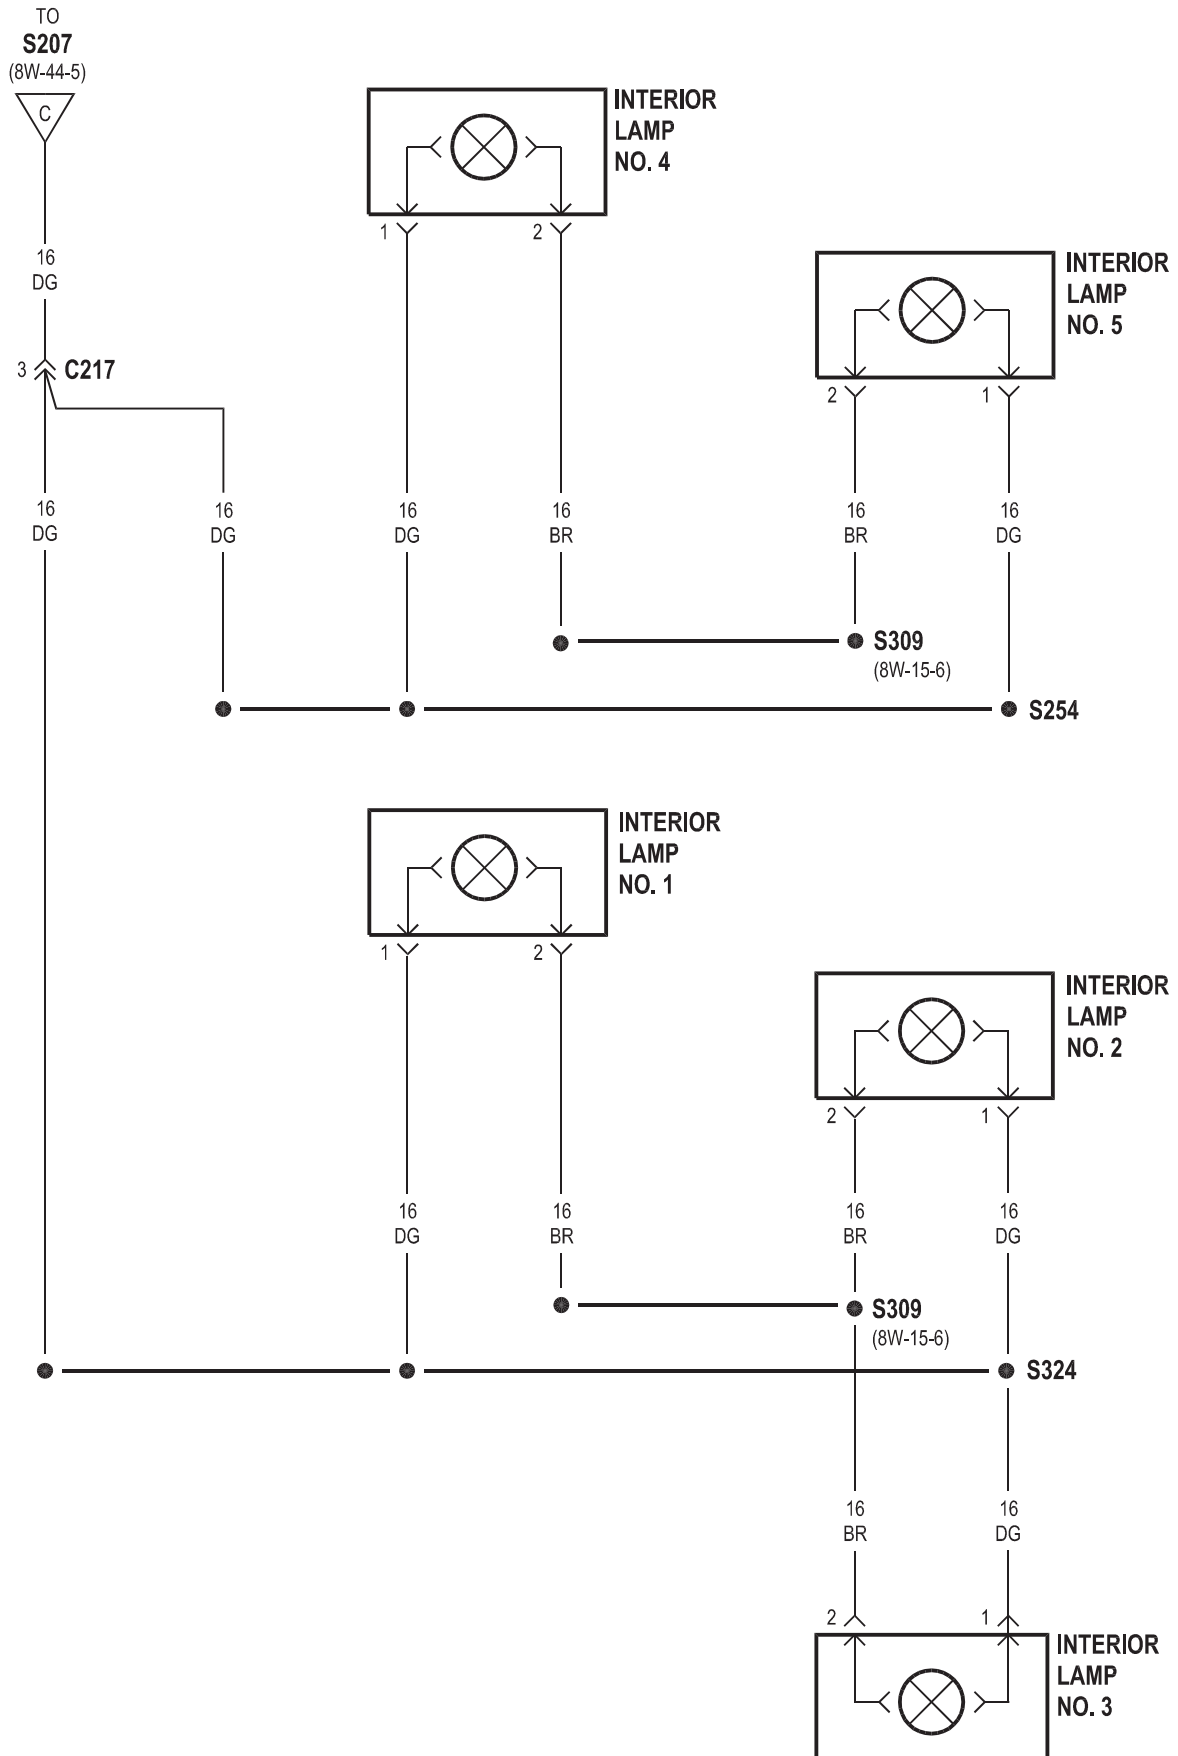 TO
S207
(8W-44-5)
C
INTERIOR
LAMP
NO. 4
1
2
16
DG
INTERIOR
LAMP
NO. 5
3
C217
2
1
16
DG
16
DG
16
DG
16
BR
16
BR
16
DG
S309
(8W-15-6)
S254
INTERIOR
LAMP
NO. 1
1
2
INTERIOR
LAMP
NO. 2
2
1
16
DG
16
BR
16
BR
16
DG
S309
(8W-15-6)
S324
16
BR
16
DG
2
1
INTERIOR
LAMP
NO. 3